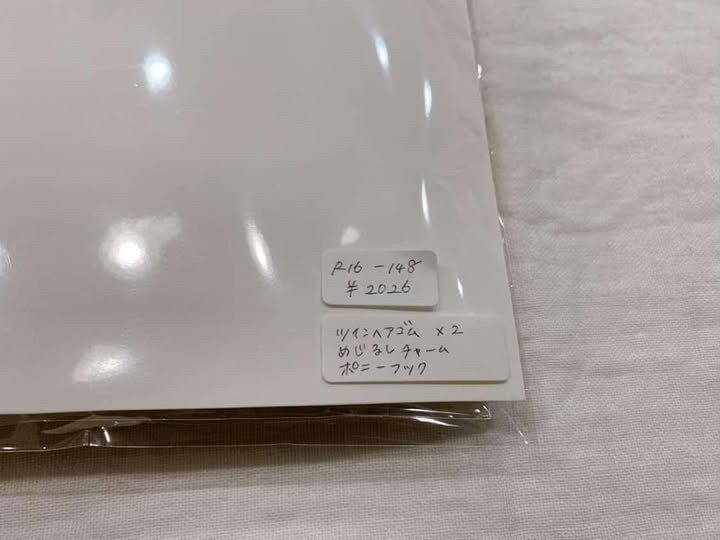 R16-148
¥2026
ツインヘアゴム ×2
めじるしチャーム
ポニーフック